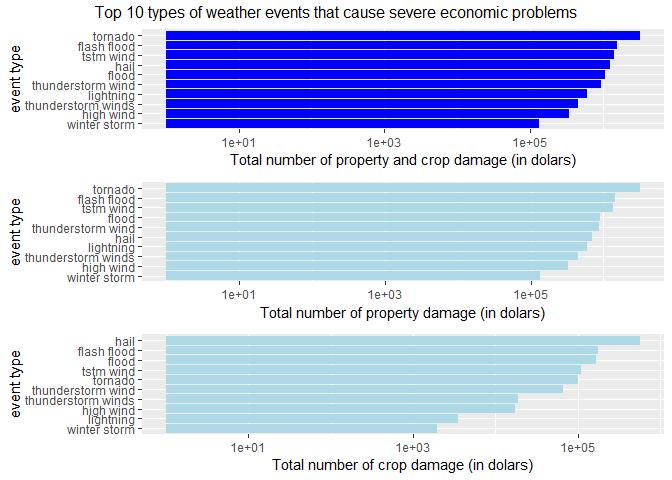 Top 10 types of weather events that cause severe economic problems
event type
tornado
flash flood
tstm wind
hail
flood
thunderstorm wind
lightning
thunderstorm winds
high wind
winter storm
1e+01 1e+03 1e+05
Total number of property and crop damage (in dolars)
event type
tornado
flash flood
tstm wind
flood
thunderstorm wind
hail
lightning
thunderstorm winds
high wind
winter storm
1e+01 1e+03 1e+05
Total number of property damage (in dolars)
event type
hail
flash flood
flood
tstm wind
tornado
thunderstorm wind
thunderstorm winds
high wind
lightning
winter storm
1e+01 1e+03 1e+05
Total number of crop damage (in dolars)